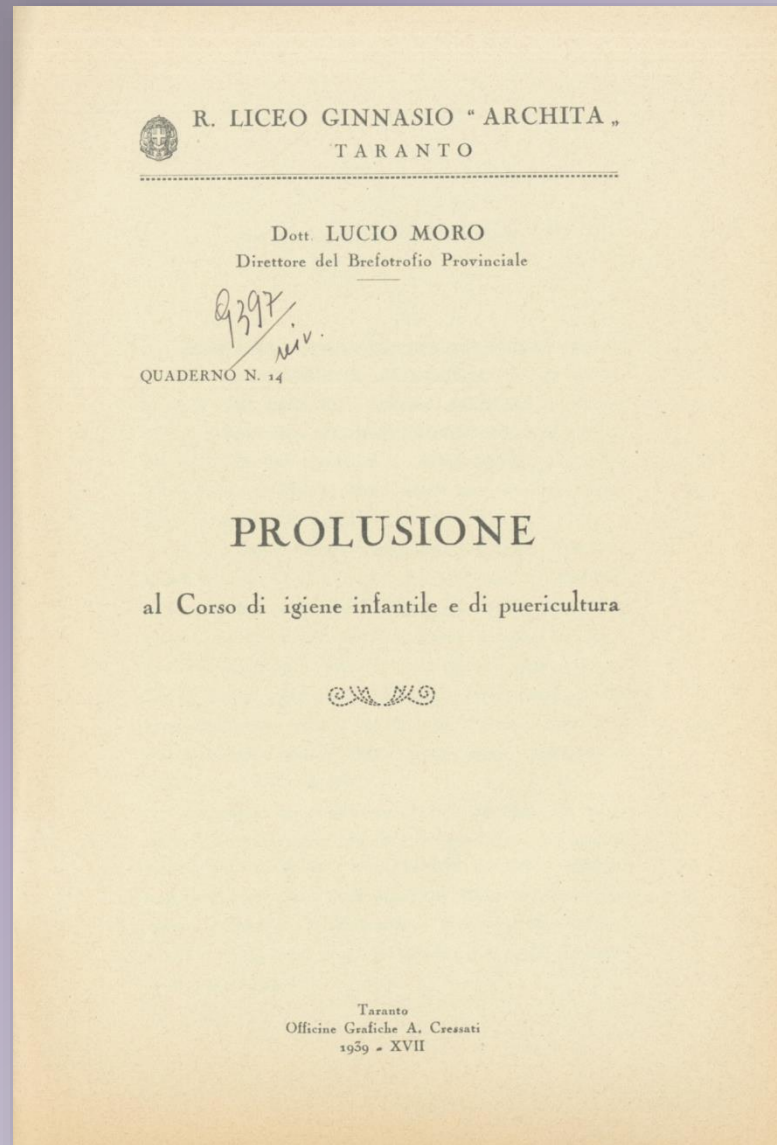 R. LICEO GINNASIO “ ARCHITA „
TARANTO
Dott. LUCIO MORO
Direttore del Brefotrofio Provinciale
9397
QUADERNO N. 14
PROLUSIONE
al Corso di igiene infantile e di puericultura
Taranto
Officine Grafiche A. Cressati
1939 - XVII